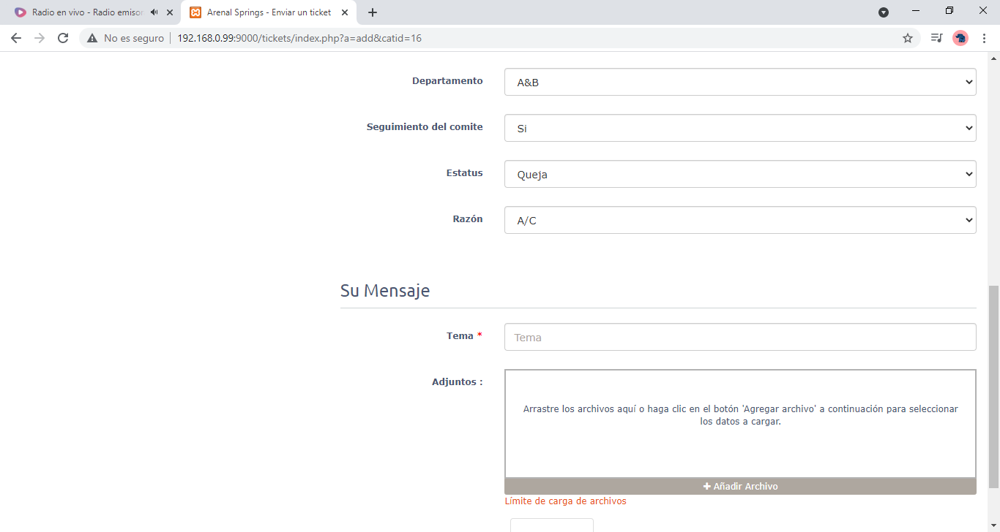 Radio en vivo - Radio emisor
Arenal Springs - Enviar un ticket
No es seguro
192.168.0.99:9000/tickets/index.php?a=add&catid=16
Departamento
A&B
Seguimiento del comite
Si
Estatus
Queja
Razón
A/C
Su Mensaje
Tema *
Tema
Adjuntos :
Arrastre los archivos aquí o haga clic en el botón 'Agregar archivo' a continuación para seleccionar
los datos a cargar.
Añadir Archivo
Límite de carga de archivos